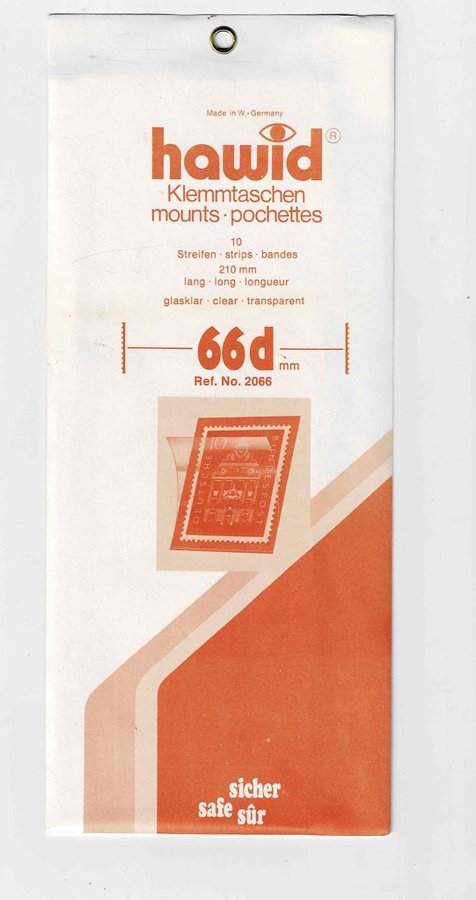 Made in W.-Germany
hawid ®
Klemmtaschen
mounts · pochettes
10
Streifen · strips · bandes
210 mm
lang · long · longueur
glasklar · clear · transparent
66d mm
Ref. No. 2066
10
DEUTSCHE
BUNDESPOST
sicher
safe sûr